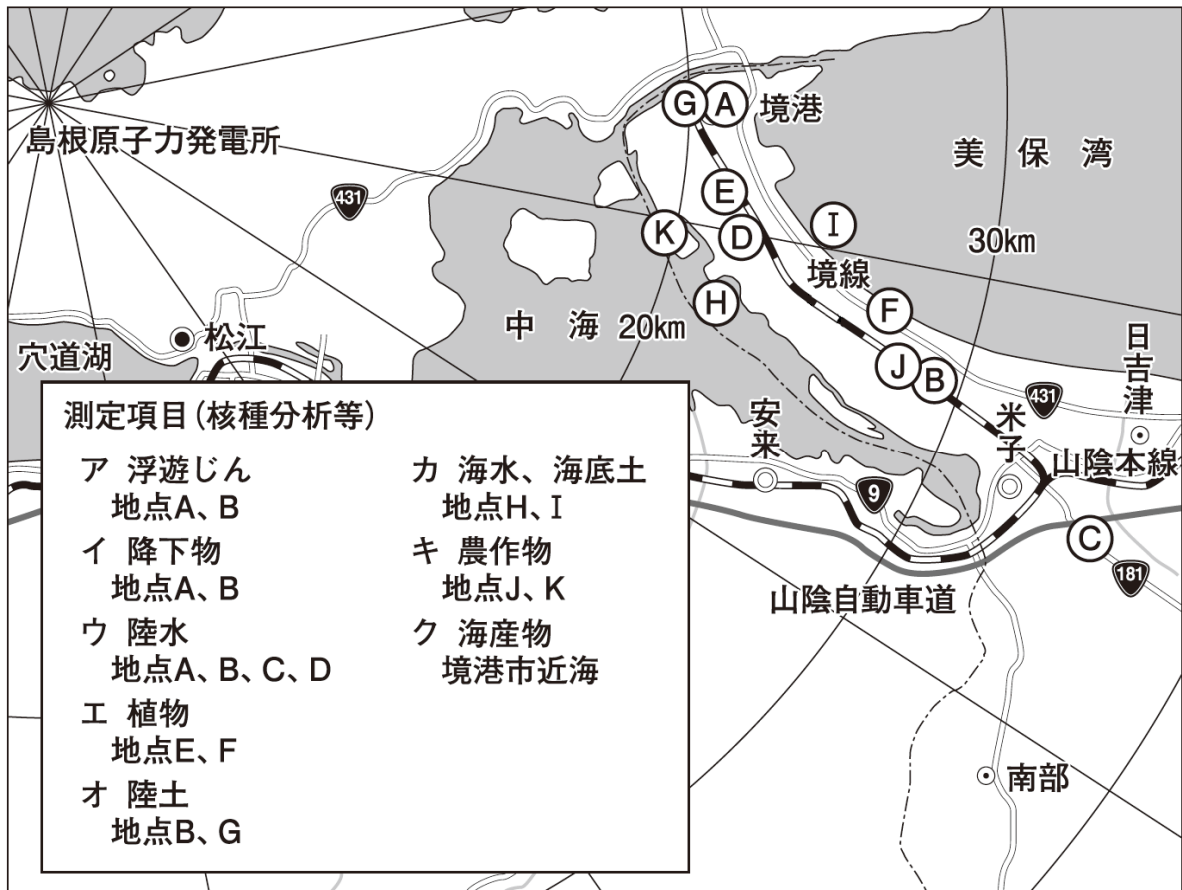 島根原子力発電所
431
G
A
境港
美保湾
E
K
D
I
30km
境線
H
F
中海
20km
松江
穴道湖
J
B
日吉津
431
安来
米子
山陰本線
9
C
181
山陰自動車道
南部
測定項目(核種分析等)
ア 浮遊じん
地点A、B
イ 降下物
地点A、B
ウ 陸水
地点A、B、C、D
エ 植物
地点E、F
オ 陸土
地点B、G
カ 海水、海底土
地点H、I
キ 農作物
地点J、K
ク 海産物
境港市近海